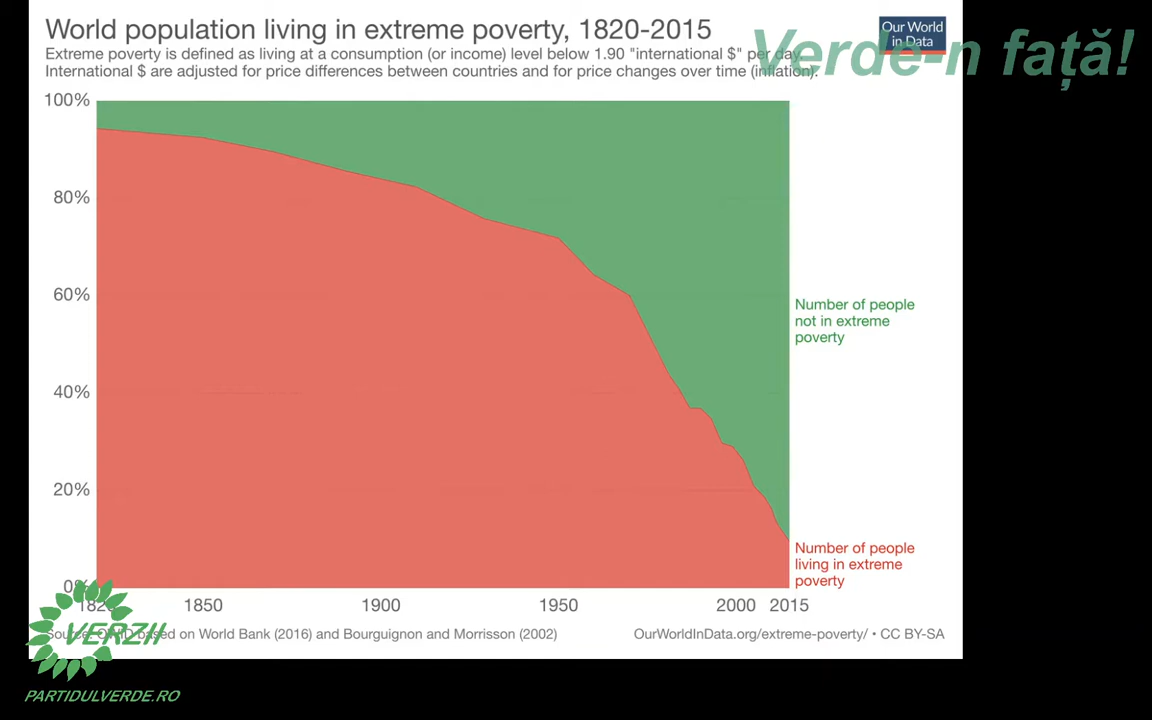 World population living in extreme poverty, 1820-2015
Our World
in Data
Verde-n față!
Extreme poverty is defined as living at a consumption (or income) level below 1.90 "international $" per day.
International $ are adjusted for price differences between countries and for price changes over time (inflation).
100%
80%
60%
40%
20%
0%
Number of people
not in extreme
poverty
Number of people
living in extreme
poverty
1820 1850 1900 1950 2000 2015
Source: OWID based on World Bank (2016) and Bourguignon and Morrisson (2002)
OurWorldInData.org/extreme-poverty/ • CC BY-SA
VERZII
PARTIDULVERDE.RO